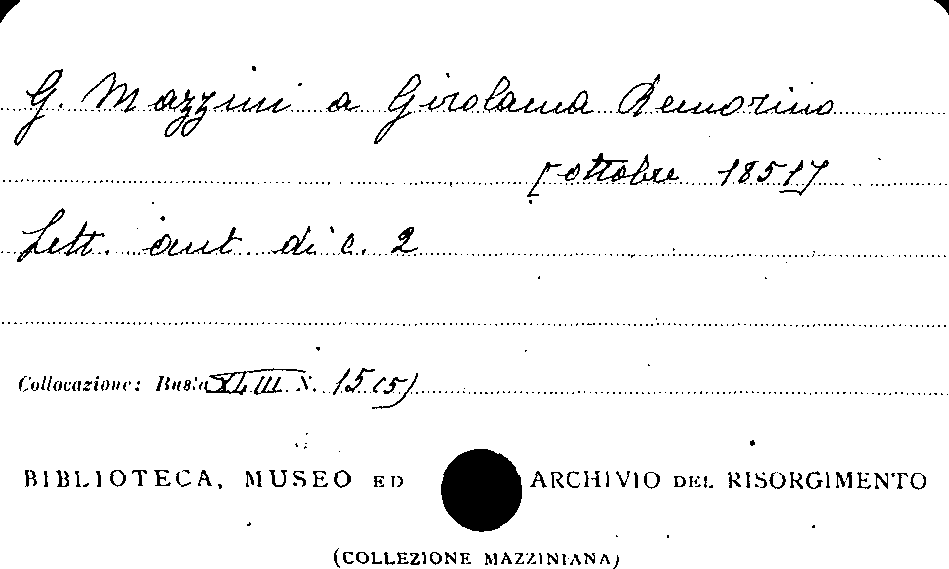 G. Mazzini a Girolama Remorino
[ottobre 1851]
Lett. aut. di c. 2
Collocazione: Busta XLIII N. 15(5)
BIBLIOTECA, MUSEO ED ARCHIVIO DEL RISORGIMENTO
(COLLEZIONE MAZZINIANA)